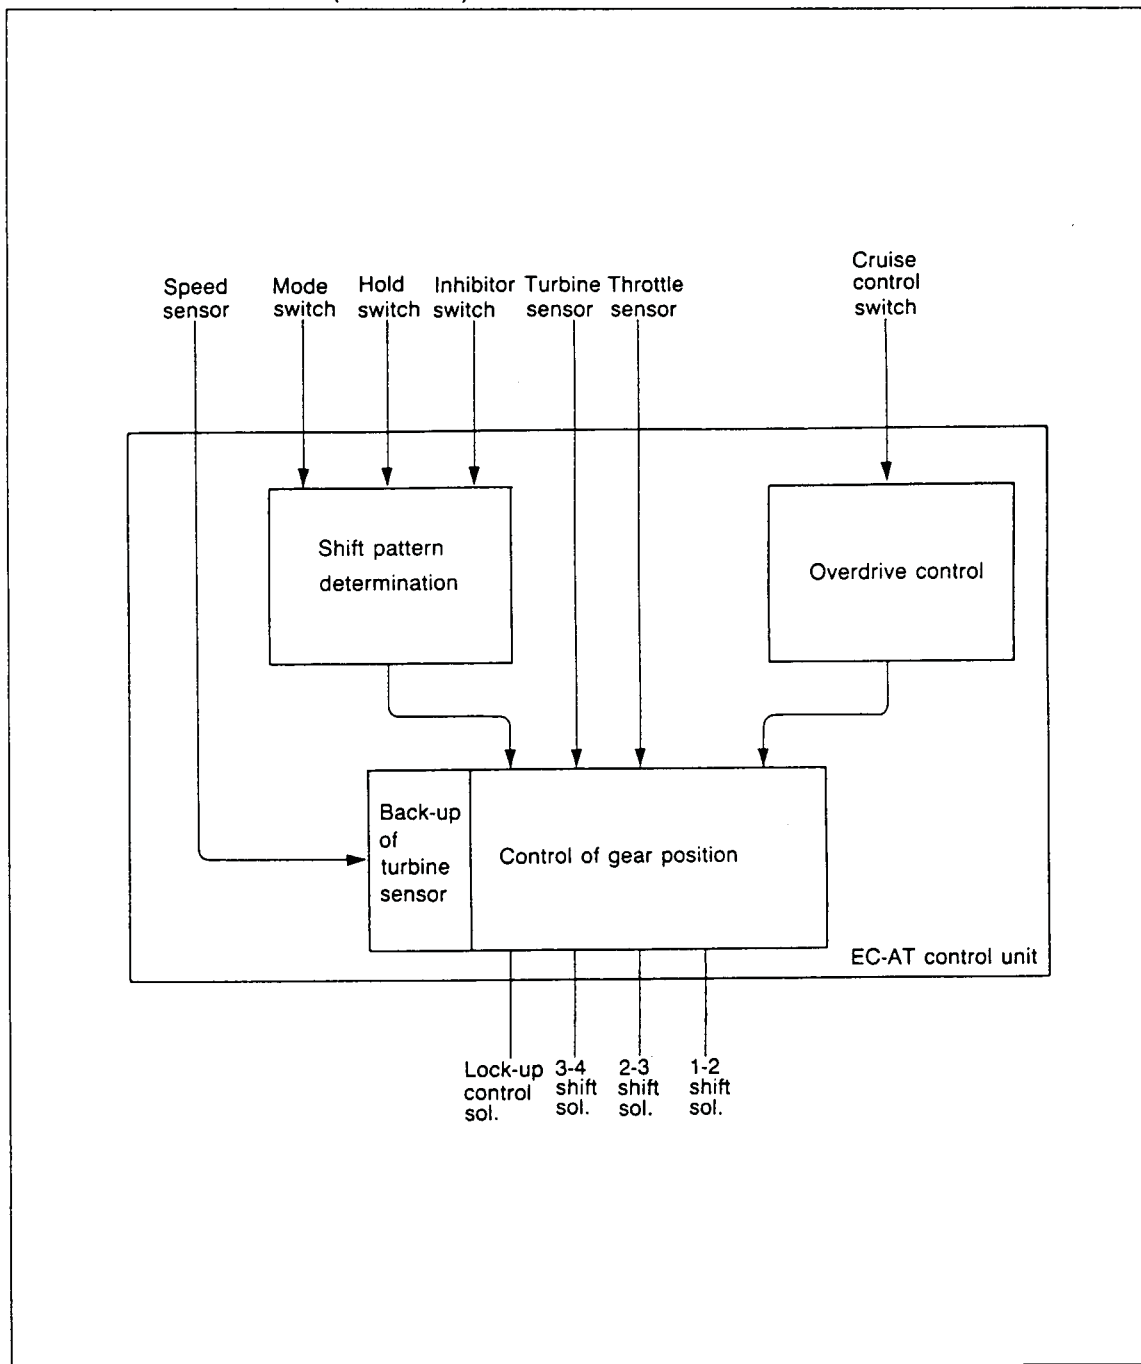 Speed
sensor
Mode
switch
Hold
switch
Inhibitor
switch
Turbine
sensor
Throttle
sensor
Cruise
control
switch
Shift pattern
determination
Overdrive control
Back-up
of
turbine
sensor
Control of gear position
EC-AT control unit
Lock-up
control
sol.
3-4
shift
sol.
2-3
shift
sol.
1-2
shift
sol.